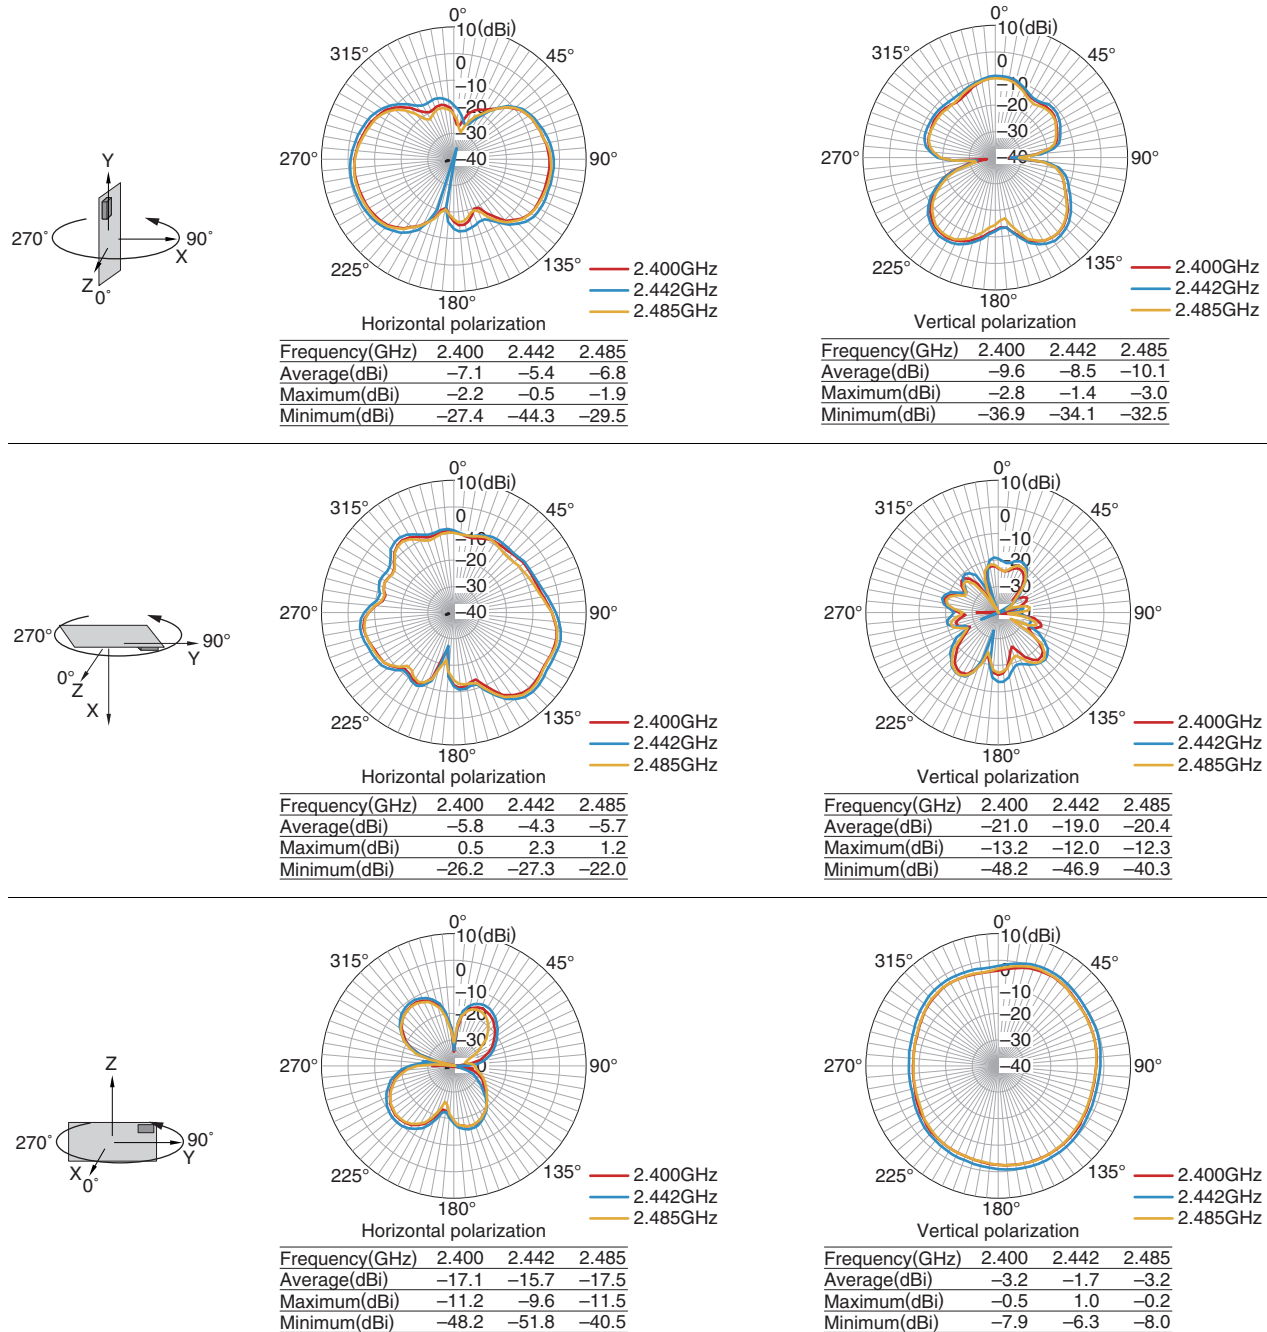 Y
270°
90°
X
Z
0°
0°
10(dBi)
315°
45°
0
–10
–20
–30
–40
270°
90°
225°
135°
180°
2.400GHz
2.442GHz
2.485GHz
Horizontal polarization
Frequency(GHz) 2.400 2.442 2.485
Average(dBi) –7.1 –5.4 –6.8
Maximum(dBi) –2.2 –0.5 –1.9
Minimum(dBi) –27.4 –44.3 –29.5
0°
10(dBi)
315°
45°
0
–10
–20
–30
–40
270°
90°
225°
135°
180°
2.400GHz
2.442GHz
2.485GHz
Vertical polarization
Frequency(GHz) 2.400 2.442 2.485
Average(dBi) –9.6 –8.5 –10.1
Maximum(dBi) –2.8 –1.4 –3.0
Minimum(dBi) –36.9 –34.1 –32.5
270°
90°
Y
0°
Z
X
0°
10(dBi)
315°
45°
0
–10
–20
–30
–40
270°
90°
225°
135°
180°
2.400GHz
2.442GHz
2.485GHz
Horizontal polarization
Frequency(GHz) 2.400 2.442 2.485
Average(dBi) –5.8 –4.3 –5.7
Maximum(dBi) 0.5 2.3 1.2
Minimum(dBi) –26.2 –27.3 –22.0
0°
10(dBi)
315°
45°
0
–10
–20
–30
–40
270°
90°
225°
135°
180°
2.400GHz
2.442GHz
2.485GHz
Vertical polarization
Frequency(GHz) 2.400 2.442 2.485
Average(dBi) –21.0 –19.0 –20.4
Maximum(dBi) –13.2 –12.0 –12.3
Minimum(dBi) –48.2 –46.9 –40.3
Z
270°
90°
Y
X
0°
0°
10(dBi)
315°
45°
0
–10
–20
–30
270°
90°
225°
135°
180°
2.400GHz
2.442GHz
2.485GHz
Horizontal polarization
Frequency(GHz) 2.400 2.442 2.485
Average(dBi) –17.1 –15.7 –17.5
Maximum(dBi) –11.2 –9.6 –11.5
Minimum(dBi) –48.2 –51.8 –40.5
0°
10(dBi)
315°
45°
0
–10
–20
–30
–40
270°
90°
225°
135°
180°
2.400GHz
2.442GHz
2.485GHz
Vertical polarization
Frequency(GHz) 2.400 2.442 2.485
Average(dBi) –3.2 –1.7 –3.2
Maximum(dBi) –0.5 1.0 –0.2
Minimum(dBi) –7.9 –6.3 –8.0